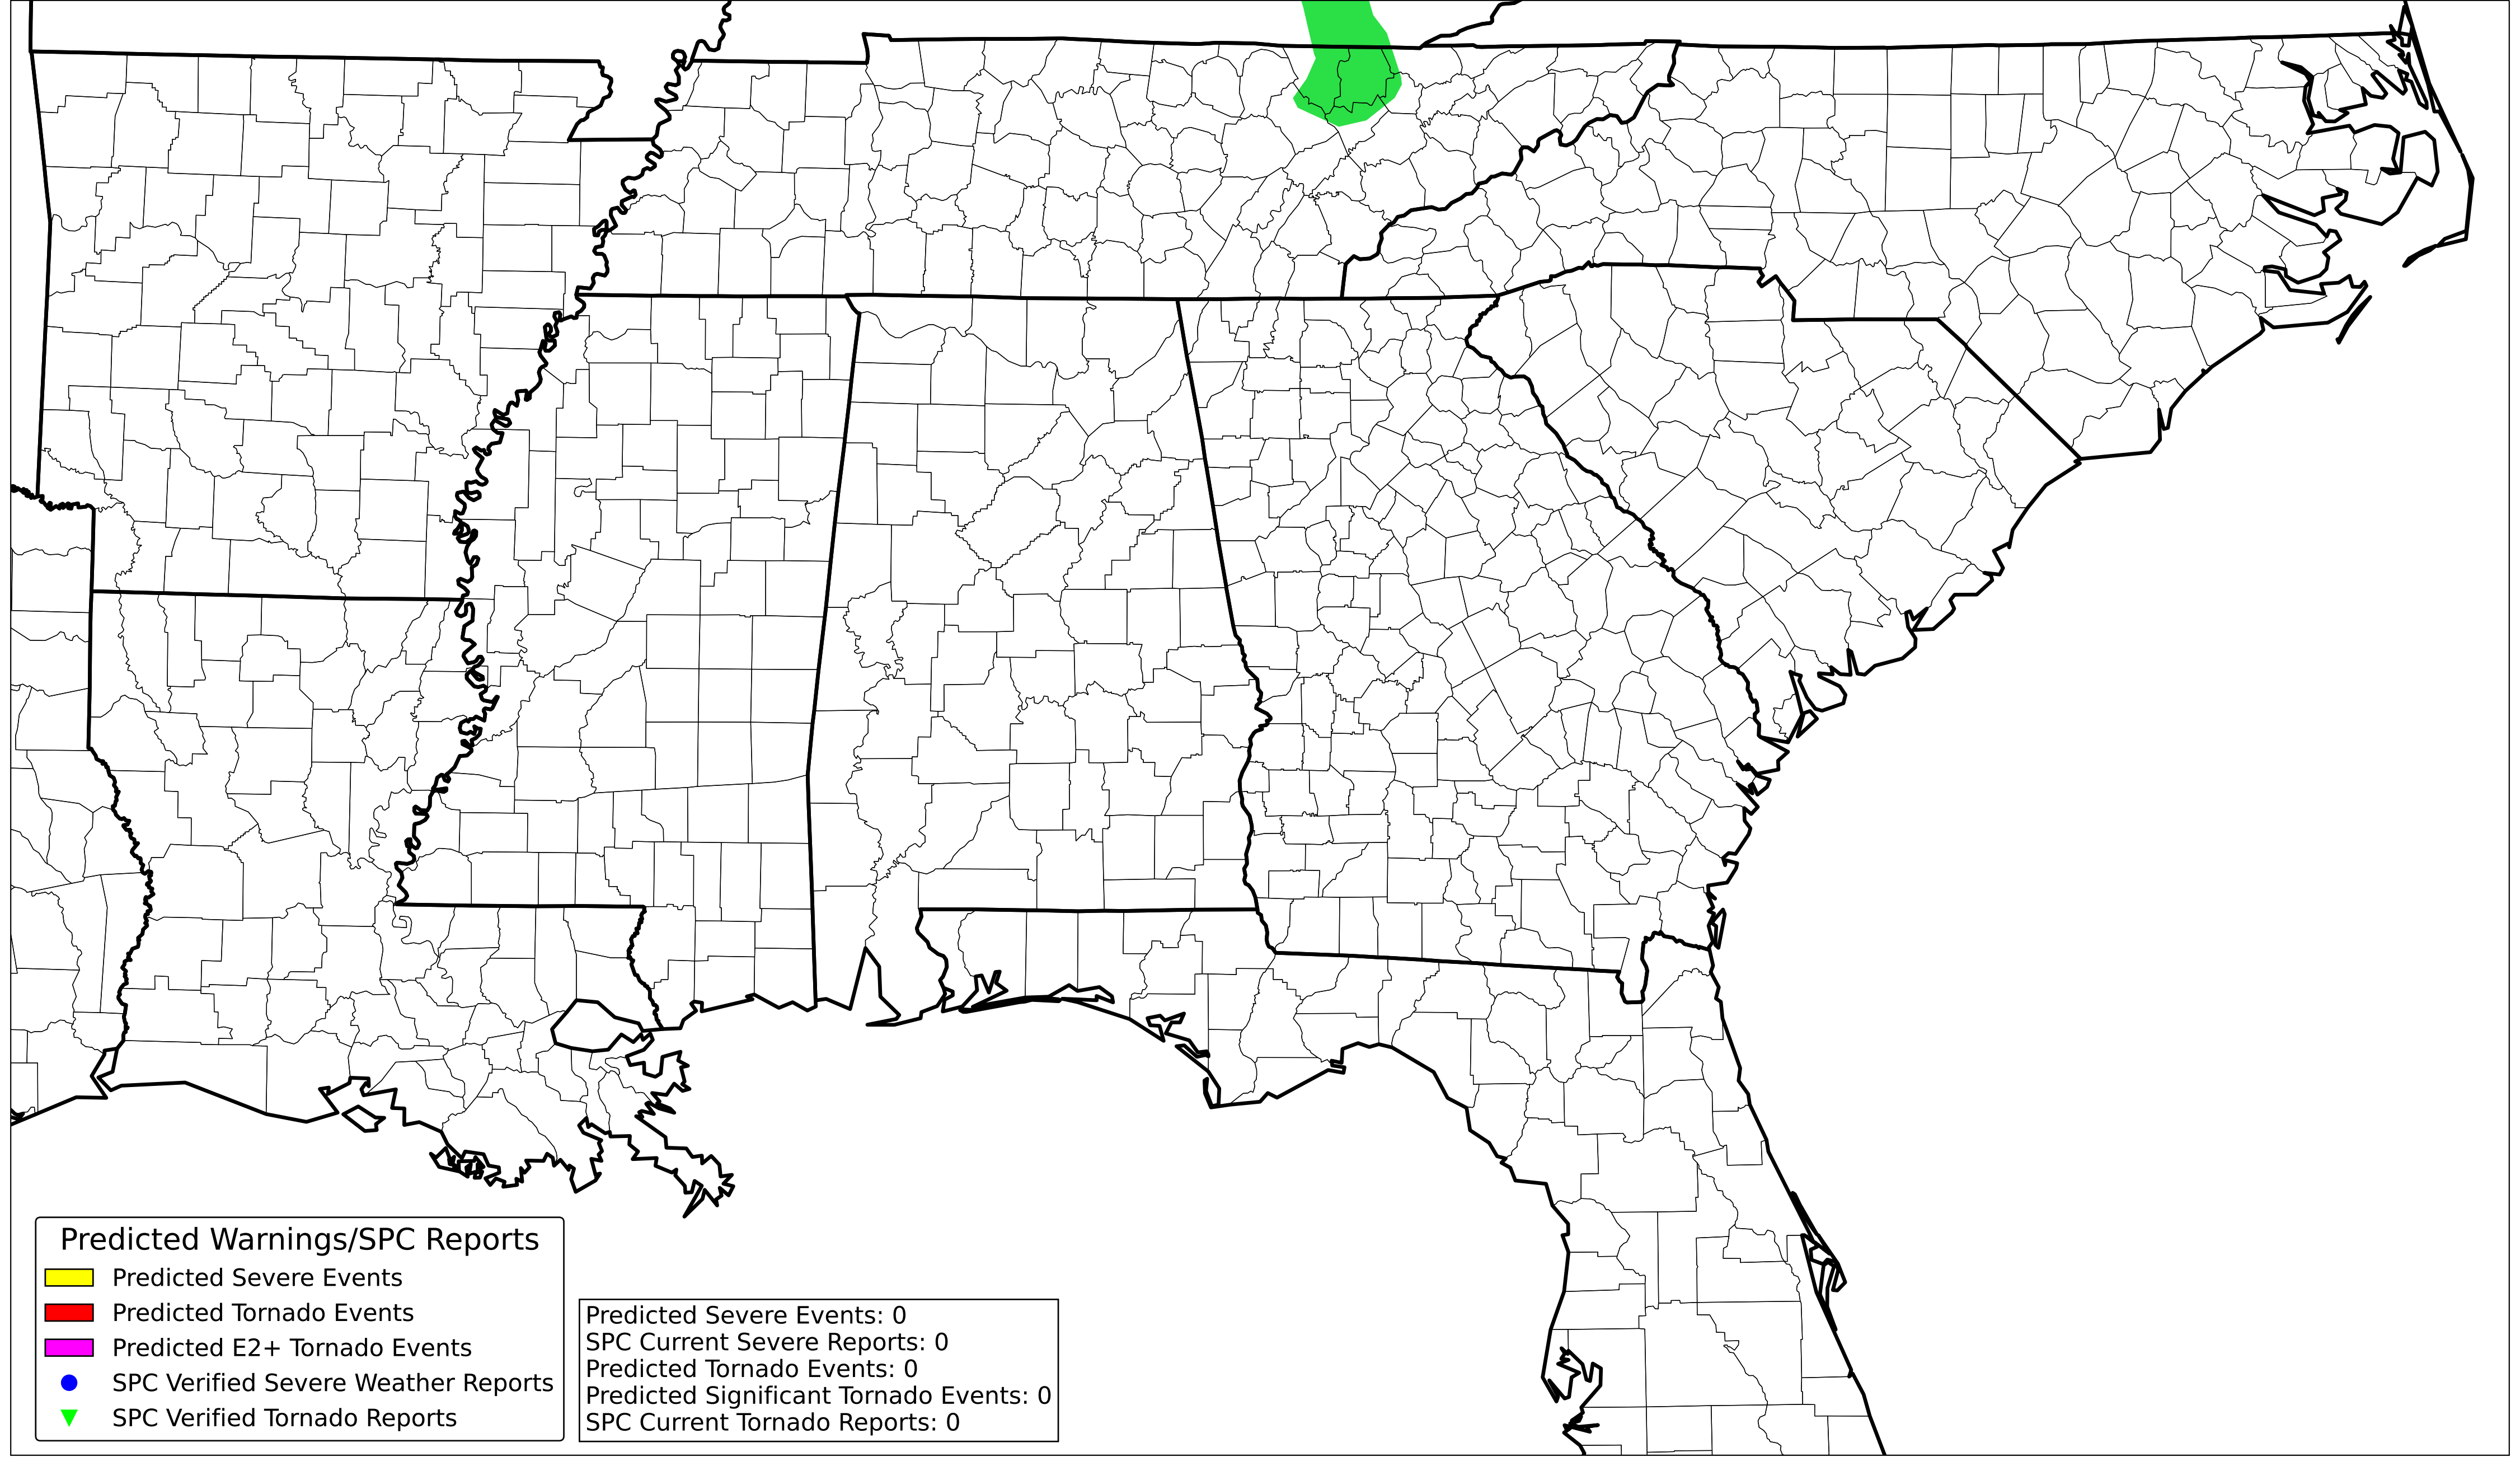 Predicted Warnings/SPC Reports
Predicted Severe Events
Predicted Tornado Events
Predicted E2+ Tornado Events
SPC Verified Severe Weather Reports
SPC Verified Tornado Reports
Predicted Severe Events: 0
SPC Current Severe Reports: 0
Predicted Tornado Events: 0
Predicted Significant Tornado Events: 0
SPC Current Tornado Reports: 0